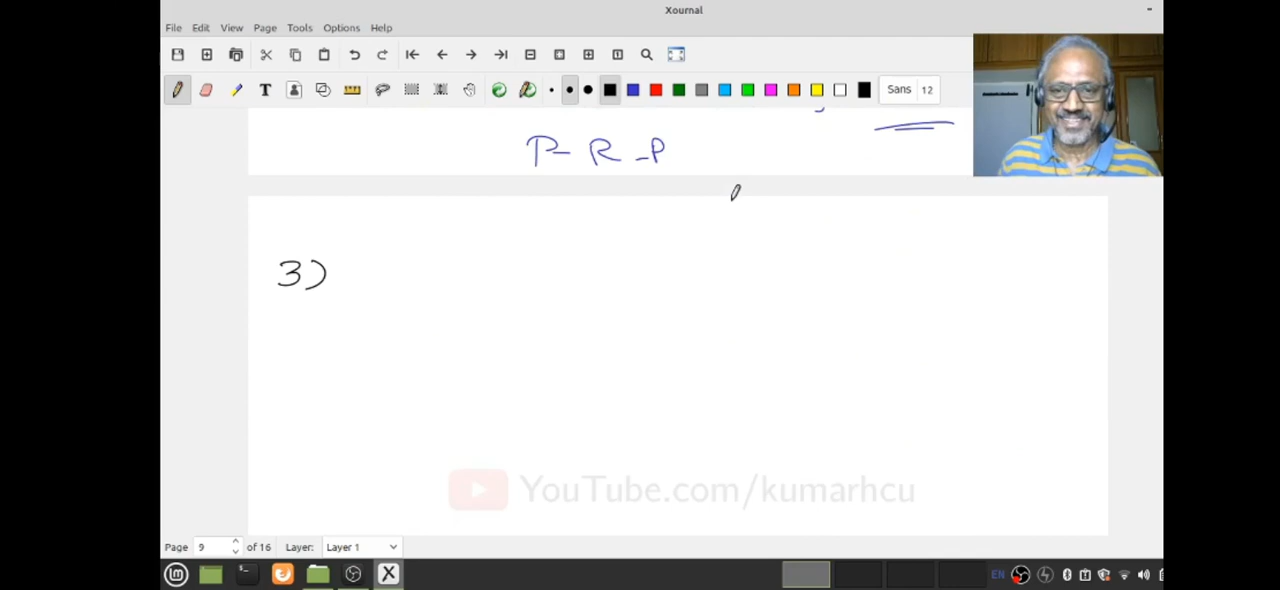 Xournal
File Edit View Page Tools Options Help
T Sans 12
P- R -P
3)
YouTube.com/kumarhcu
Page 9 of 16 Layer: Layer 1
EN